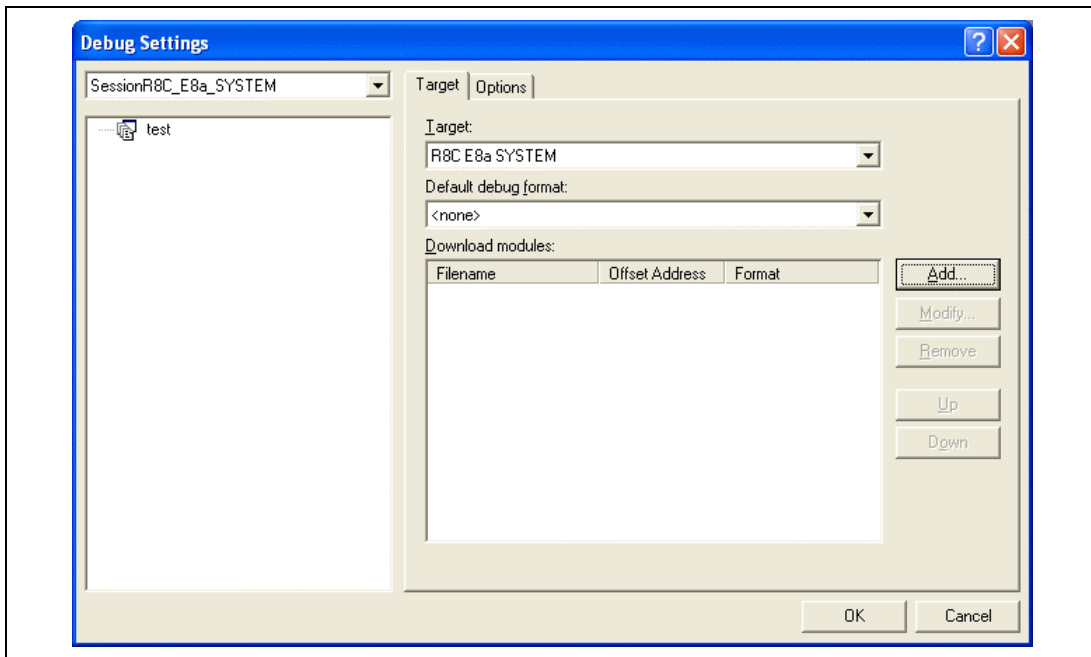 Debug Settings
SessionR8C_E8a_SYSTEM
test
Target
Options
Target:
R8C E8a SYSTEM
Default debug format:
<none>
Download modules:
Filename
Offset Address
Format
Add...
Modify...
Remove
Up
Down
OK
Cancel